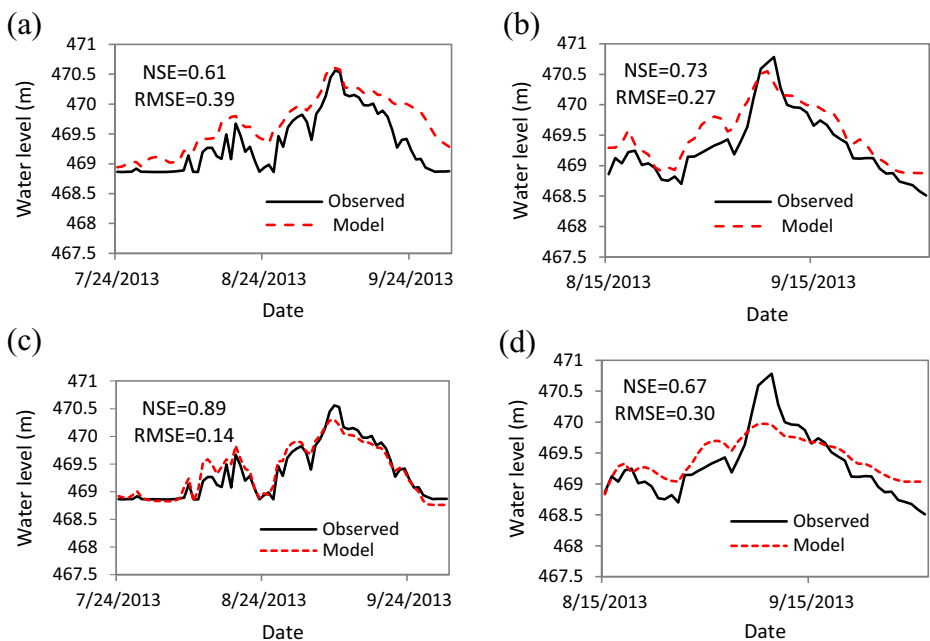 (a)
471
470.5
470
469.5
469
468.5
468
467.5
Water level (m)
NSE=0.61
RMSE=0.39
Observed
Model
7/24/2013 8/24/2013 9/24/2013
Date
(b)
471
470.5
470
469.5
469
468.5
468
467.5
Water level (m)
NSE=0.73
RMSE=0.27
Observed
Model
8/15/2013 9/15/2013
Date
(c)
471
470.5
470
469.5
469
468.5
468
467.5
Water level (m)
NSE=0.89
RMSE=0.14
Observed
Model
7/24/2013 8/24/2013 9/24/2013
Date
(d)
471
470.5
470
469.5
469
468.5
468
467.5
Water level (m)
NSE=0.67
RMSE=0.30
Observed
Model
8/15/2013 9/15/2013
Date